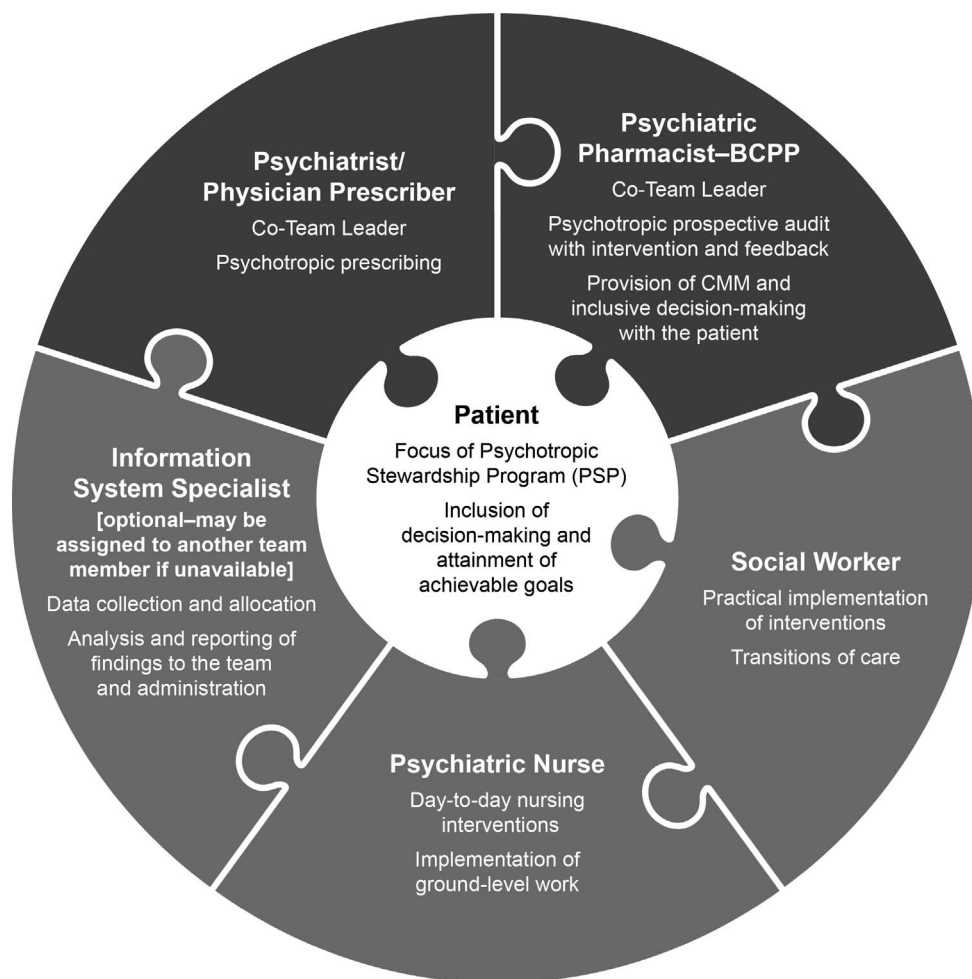 Psychiatrist/
Physician Prescriber
Co-Team Leader
Psychotropic prescribing
Psychiatric
Pharmacist–BCPP
Co-Team Leader
Psychotropic prospective audit
with intervention and feedback
Provision of CMM and
inclusive decision-making
with the patient
Patient
Focus of Psychotropic
Stewardship Program (PSP)
Inclusion of
decision-making and
attainment of
achievable goals
Information
System Specialist
[optional–may be
assigned to another team
member if unavailable]
Data collection and allocation
Analysis and reporting of
findings to the team
and administration
Social Worker
Practical implementation
of interventions
Transitions of care
Psychiatric Nurse
Day-to-day nursing
interventions
Implementation of
ground-level work